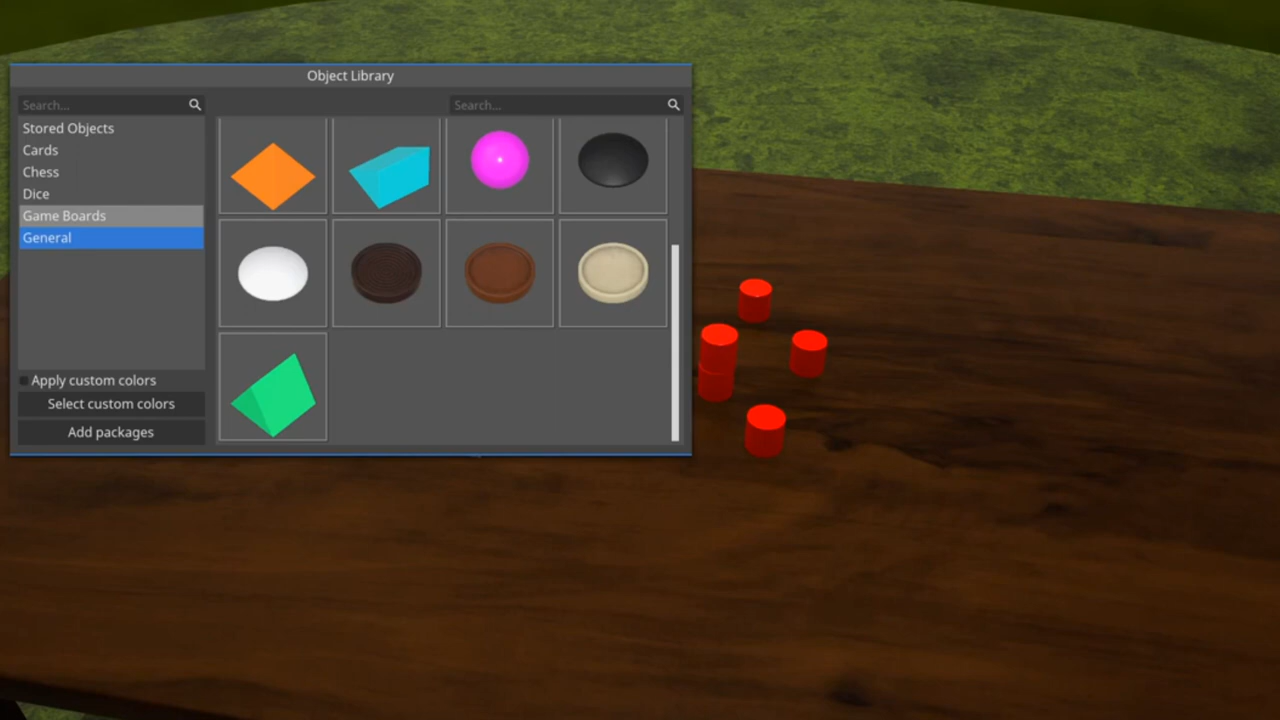 Object Library
Search...
Search...
Stored Objects
Cards
Chess
Dice
Game Boards
General
Apply custom colors
Select custom colors
Add packages